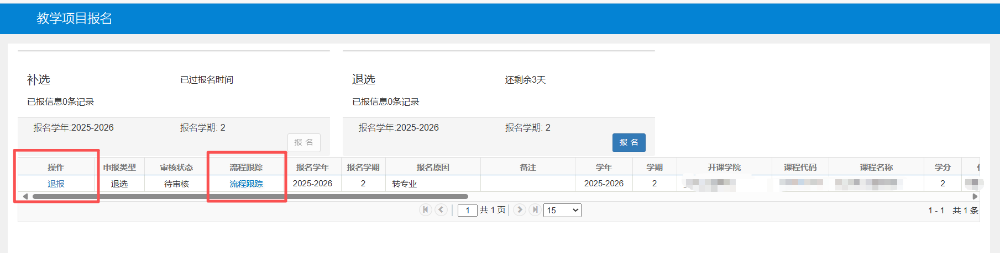 教学项目报名
补选 已过报名时间
已报信息0条记录
报名学年:2025-2026 报名学期: 2
报 名
退选 还剩余3天
已报信息0条记录
报名学年:2025-2026 报名学期: 2
报 名
操作 申报类型 审核状态 流程跟踪 报名学年 报名学期 报名原因 备注 学年 学期 开课学院 课程代码 课程名称 学分
退报 退选 待审核 流程跟踪 2025-2026 2 转专业 2025-2026 2 2
1 共 1 页 15 1 - 1 共 1 条